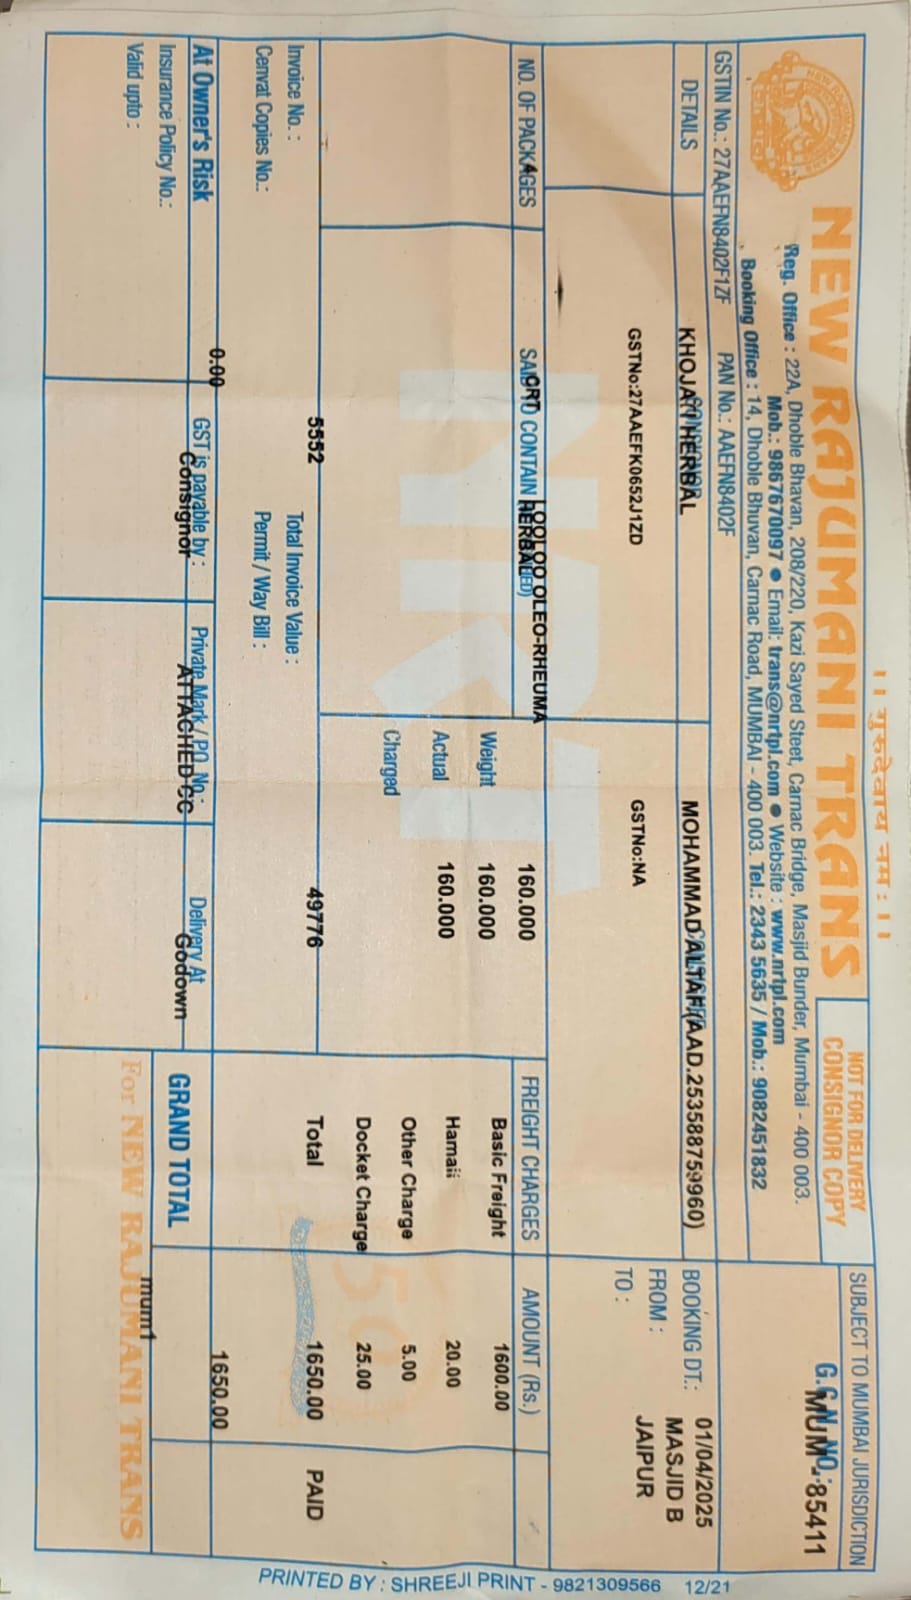 ।। गुरुदेवाय नमः ।।
NEW RAJUMANI TRANS
Reg. Office : 22A, Dhoble Bhavan, 208/220, Kazi Sayed Steet, Carnac Bridge, Masjid Bunder, Mumbai - 400 003.
Mob.: 9867670097 ● Email: trans@nrtpl.com ● Website : www.nrtpl.com
Booking Office : 14, Dhoble Bhuvan, Carnac Road, MUMBAI - 400 003. Tel.: 2343 5635 / Mob.: 9082451832
NOT FOR DELIVERY
CONSIGNOR COPY
SUBJECT TO MUMBAI JURISDICTION
G.C.N. NO.:
MUM-85411
GSTIN No.: 27AAEFN8402F1ZF PAN No.: AAEFN8402F
DETAILS
KHOJATI HERBAL
GSTNo:27AAEFK0652J1ZD
MOHAMMAD ALTAF(AAD.253588759960)
GSTNo:NA
BOOKING DT.: 01/04/2025
FROM : MASJID B
TO : JAIPUR
NO. OF PACKAGES
4
SAID TO CONTAIN
CRT
LOOLOO OLEO-RHEUMA
HERBAL
160.000
Weight 160.000
Actual 160.000
Charged
FREIGHT CHARGES AMOUNT (Rs.)
Basic Freight 1600.00
Hamaii 20.00
Other Charge 5.00
Docket Charge 25.00
Total 1650.00 PAID
NRT
Invoice No.: 5552 Total Invoice Value : 49776
Cenvat Copies No.: Permit / Way Bill :
At Owner's Risk 0.00
Insurance Policy No.:
Valid upto :
GST is payable by :
Consignor
Private Mark / P.O. No.:
ATTACHED CC
Delivery At
Godown
GRAND TOTAL 1650.00
mum1
For NEW RAJUMANI TRANS
PRINTED BY : SHREEJI PRINT - 9821309566 12/21